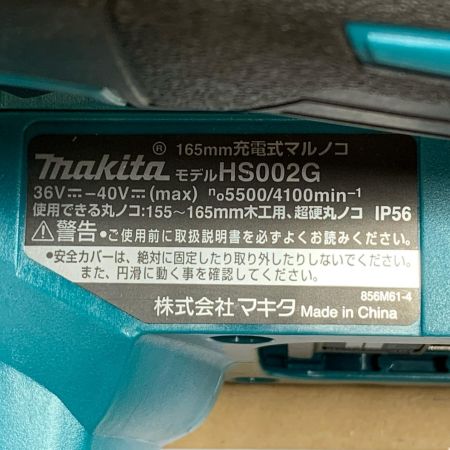 165mm充電式マルノコ
makita® モデルHS002G
36V⎓-40V⎓(max) n₀5500/4100min⁻¹
使用できる丸ノコ:155~165mm木工用、超硬丸ノコ IP56
⚠警告 ●ご使用前に取扱説明書を必ずよくお読みください。
●安全カバーは、絶対に固定したり取り外したりしないでください。
また、円滑に動く事を確認してください。
856M61-4
株式会社マキタ Made in China